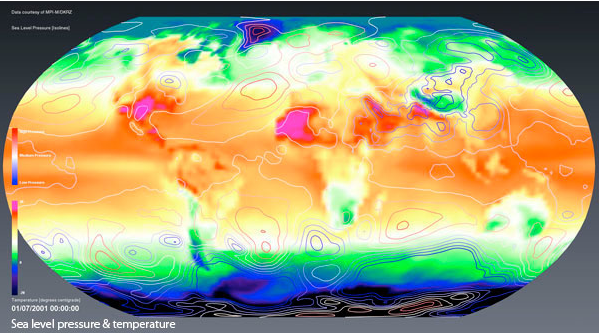 Data courtesy of MPI-M/DKRZ
Sea Level Pressure [Isolines]
Medium Pressure
Low Pressure
Temperature [degrees centigrade]
01/07/2001 00:00:00
Sea level pressure & temperature